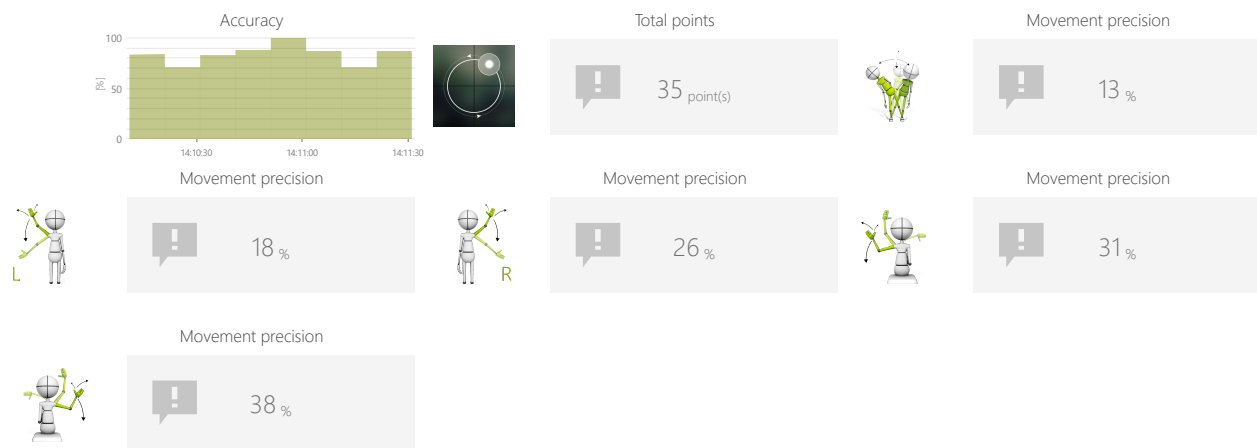 Accuracy
100
50
0
[%]
14:10:30
14:11:00
14:11:30
Total points
35 point(s)
Movement precision
13 %
Movement precision
L
18 %
Movement precision
R
26 %
Movement precision
31 %
Movement precision
38 %